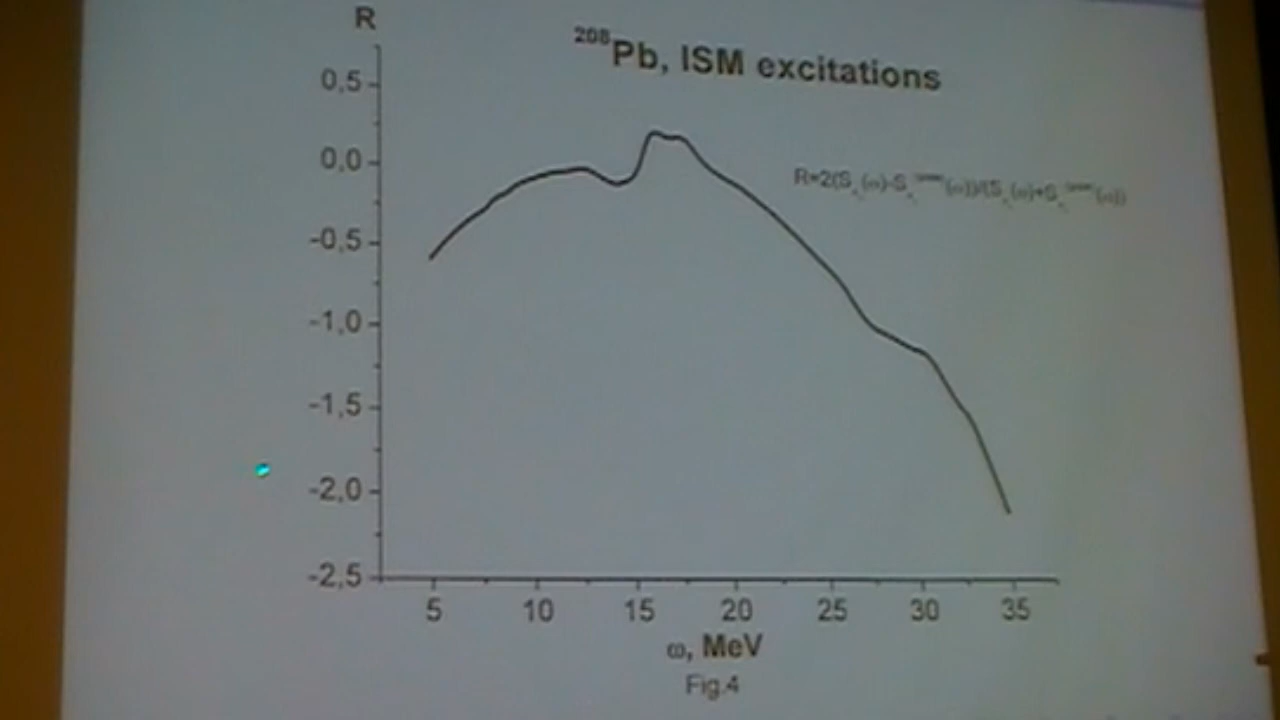 R
²⁰⁸Pb, ISM excitations
0,5
0,0
-0,5
-1,0
-1,5
-2,0
-2,5
5 10 15 20 25 30 35
ω, MeV
Fig.4